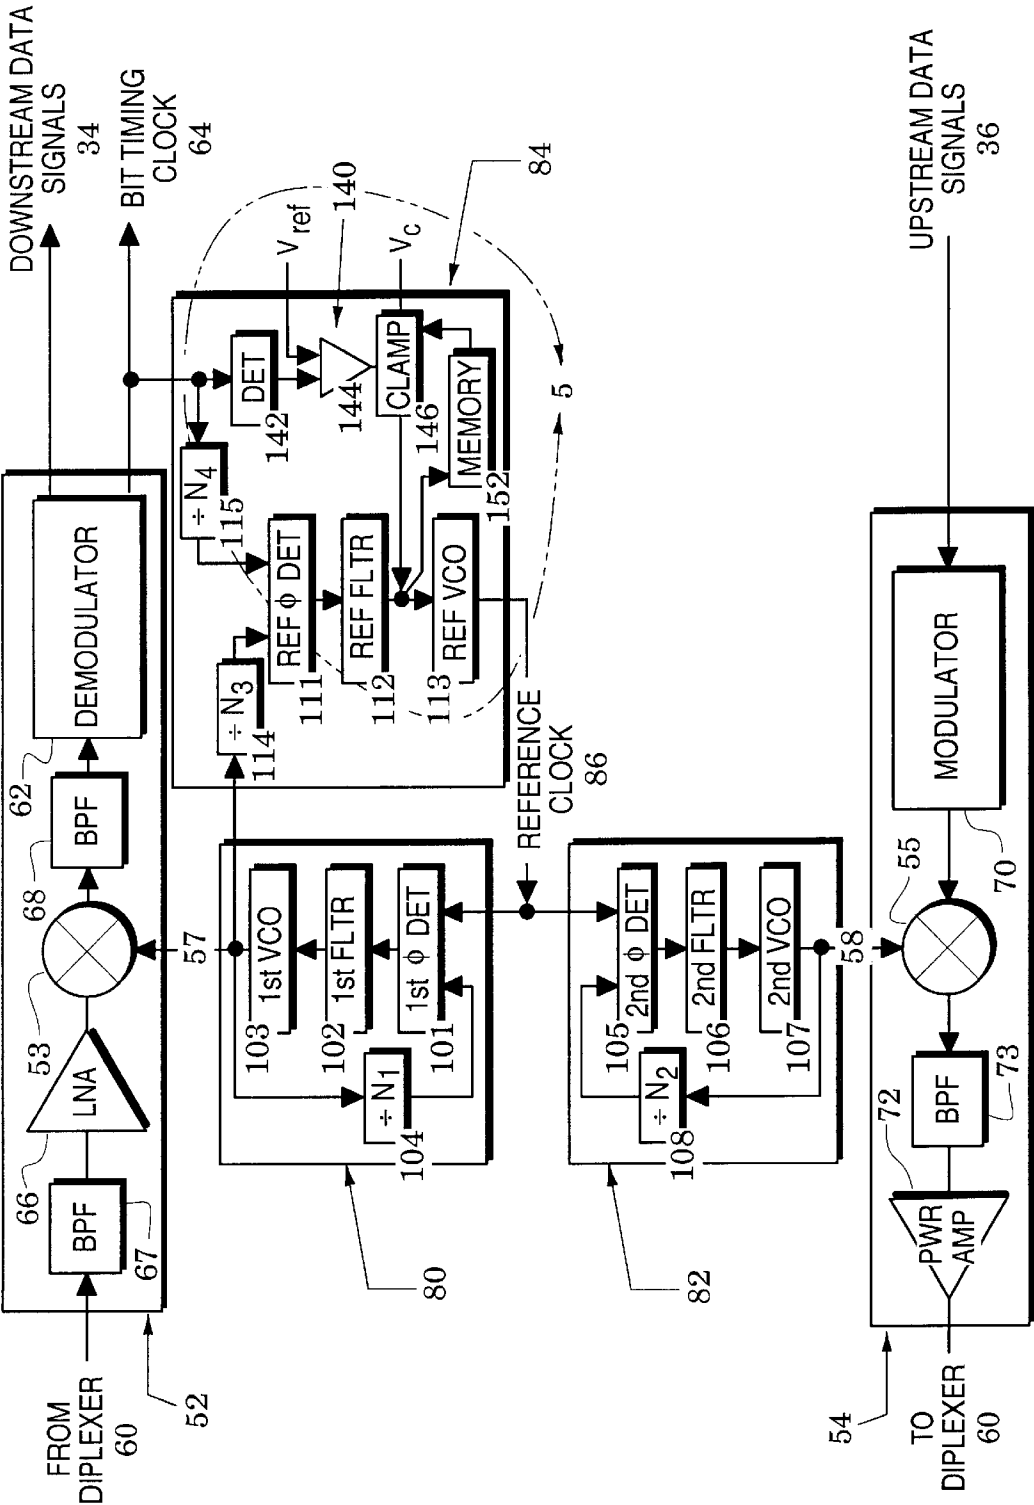 FROM
DIPLEXER
60
52
BPF
67
LNA
66
53
BPF
68
DEMODULATOR
62
DOWNSTREAM DATA
SIGNALS
34
BIT TIMING
CLOCK
64
57
1st VCO
103
1st FLTR
102
1st ϕ DET
101
÷ N1
104
80
÷ N3
114
÷ N4
115
REF ϕ DET
111
REF FLTR
112
REF VCO
113
DET
142
144
Vref
140
CLAMP
146
Vc
MEMORY
152
84
5
REFERENCE
CLOCK
86
2nd ϕ DET
105
2nd FLTR
106
2nd VCO
107
÷ N2
108
82
58
TO
DIPLEXER
60
54
PWR
AMP
72
BPF
73
55
MODULATOR
70
UPSTREAM DATA
SIGNALS
36